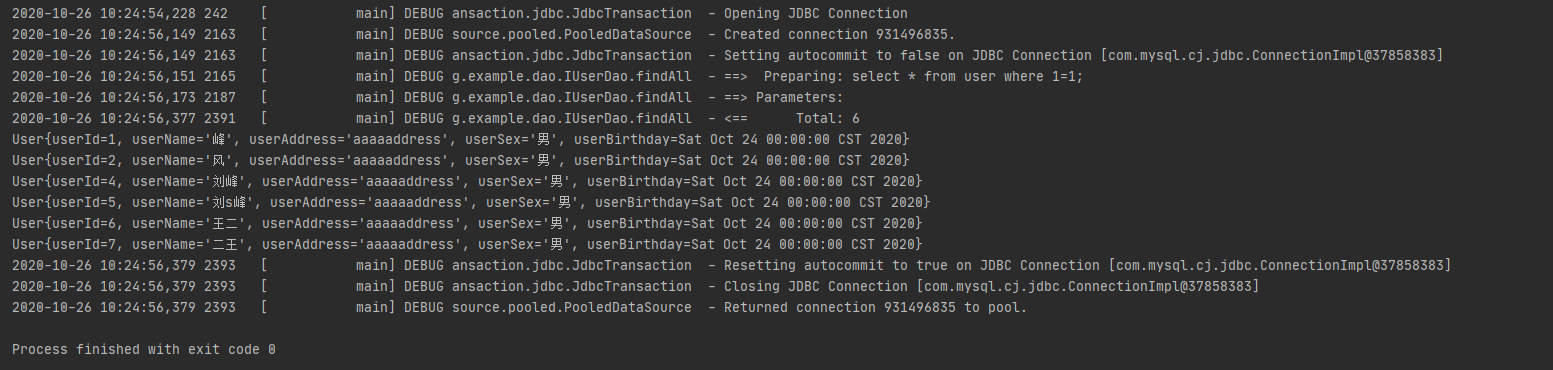 2020-10-26 10:24:54,228 242    [           main] DEBUG ansaction.jdbc.JdbcTransaction  - Opening JDBC Connection
2020-10-26 10:24:56,149 2163   [           main] DEBUG source.pooled.PooledDataSource  - Created connection 931496835.
2020-10-26 10:24:56,149 2163   [           main] DEBUG ansaction.jdbc.JdbcTransaction  - Setting autocommit to false on JDBC Connection [com.mysql.cj.jdbc.ConnectionImpl@37858383]
2020-10-26 10:24:56,151 2165   [           main] DEBUG g.example.dao.IUserDao.findAll  - ==>  Preparing: select * from user where 1=1;
2020-10-26 10:24:56,173 2187   [           main] DEBUG g.example.dao.IUserDao.findAll  - ==> Parameters:
2020-10-26 10:24:56,377 2391   [           main] DEBUG g.example.dao.IUserDao.findAll  - <==      Total: 6
User{userId=1, userName='峰', userAddress='aaaaaddress', userSex='男', userBirthday=Sat Oct 24 00:00:00 CST 2020}
User{userId=2, userName='风', userAddress='aaaaaddress', userSex='男', userBirthday=Sat Oct 24 00:00:00 CST 2020}
User{userId=4, userName='刘峰', userAddress='aaaaaddress', userSex='男', userBirthday=Sat Oct 24 00:00:00 CST 2020}
User{userId=5, userName='刘s峰', userAddress='aaaaaddress', userSex='男', userBirthday=Sat Oct 24 00:00:00 CST 2020}
User{userId=6, userName='王二', userAddress='aaaaaddress', userSex='男', userBirthday=Sat Oct 24 00:00:00 CST 2020}
User{userId=7, userName='二王', userAddress='aaaaaddress', userSex='男', userBirthday=Sat Oct 24 00:00:00 CST 2020}
2020-10-26 10:24:56,379 2393   [           main] DEBUG ansaction.jdbc.JdbcTransaction  - Resetting autocommit to true on JDBC Connection [com.mysql.cj.jdbc.ConnectionImpl@37858383]
2020-10-26 10:24:56,379 2393   [           main] DEBUG ansaction.jdbc.JdbcTransaction  - Closing JDBC Connection [com.mysql.cj.jdbc.ConnectionImpl@37858383]
2020-10-26 10:24:56,379 2393   [           main] DEBUG source.pooled.PooledDataSource  - Returned connection 931496835 to pool.
Process finished with exit code 0